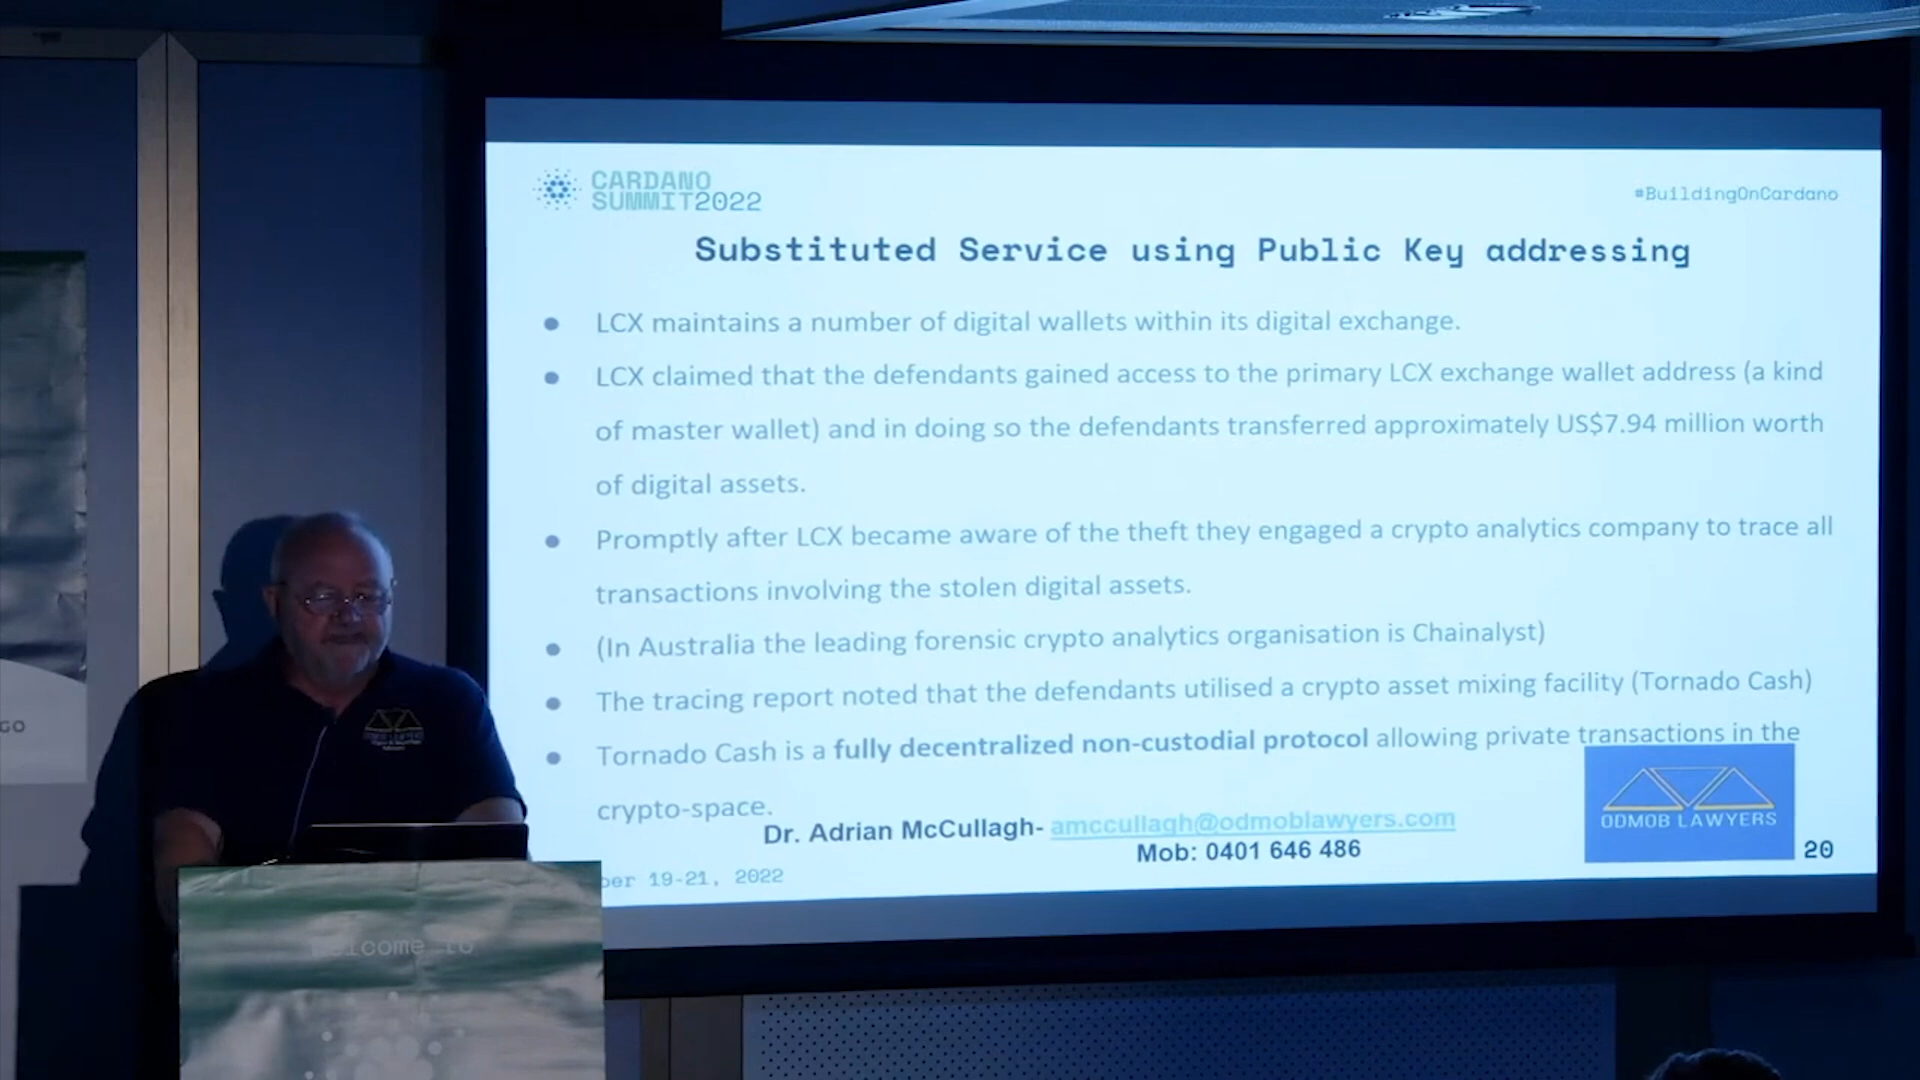 CARDANO
SUMMIT2022
#BuildingOnCardano
Substituted Service using Public Key addressing
● LCX maintains a number of digital wallets within its digital exchange.
● LCX claimed that the defendants gained access to the primary LCX exchange wallet address (a kind
of master wallet) and in doing so the defendants transferred approximately US$7.94 million worth
of digital assets.
● Promptly after LCX became aware of the theft they engaged a crypto analytics company to trace all
transactions involving the stolen digital assets.
● (In Australia the leading forensic crypto analytics organisation is Chainalyst)
● The tracing report noted that the defendants utilised a crypto asset mixing facility (Tornado Cash)
● Tornado Cash is a fully decentralized non-custodial protocol allowing private transactions in the
crypto-space.
Dr. Adrian McCullagh- amccullagh@odmoblawyers.com
Mob: 0401 646 486
ODMOB LAWYERS
20
ber 19-21, 2022
ODMOB LAWYERS
GO
welcome to